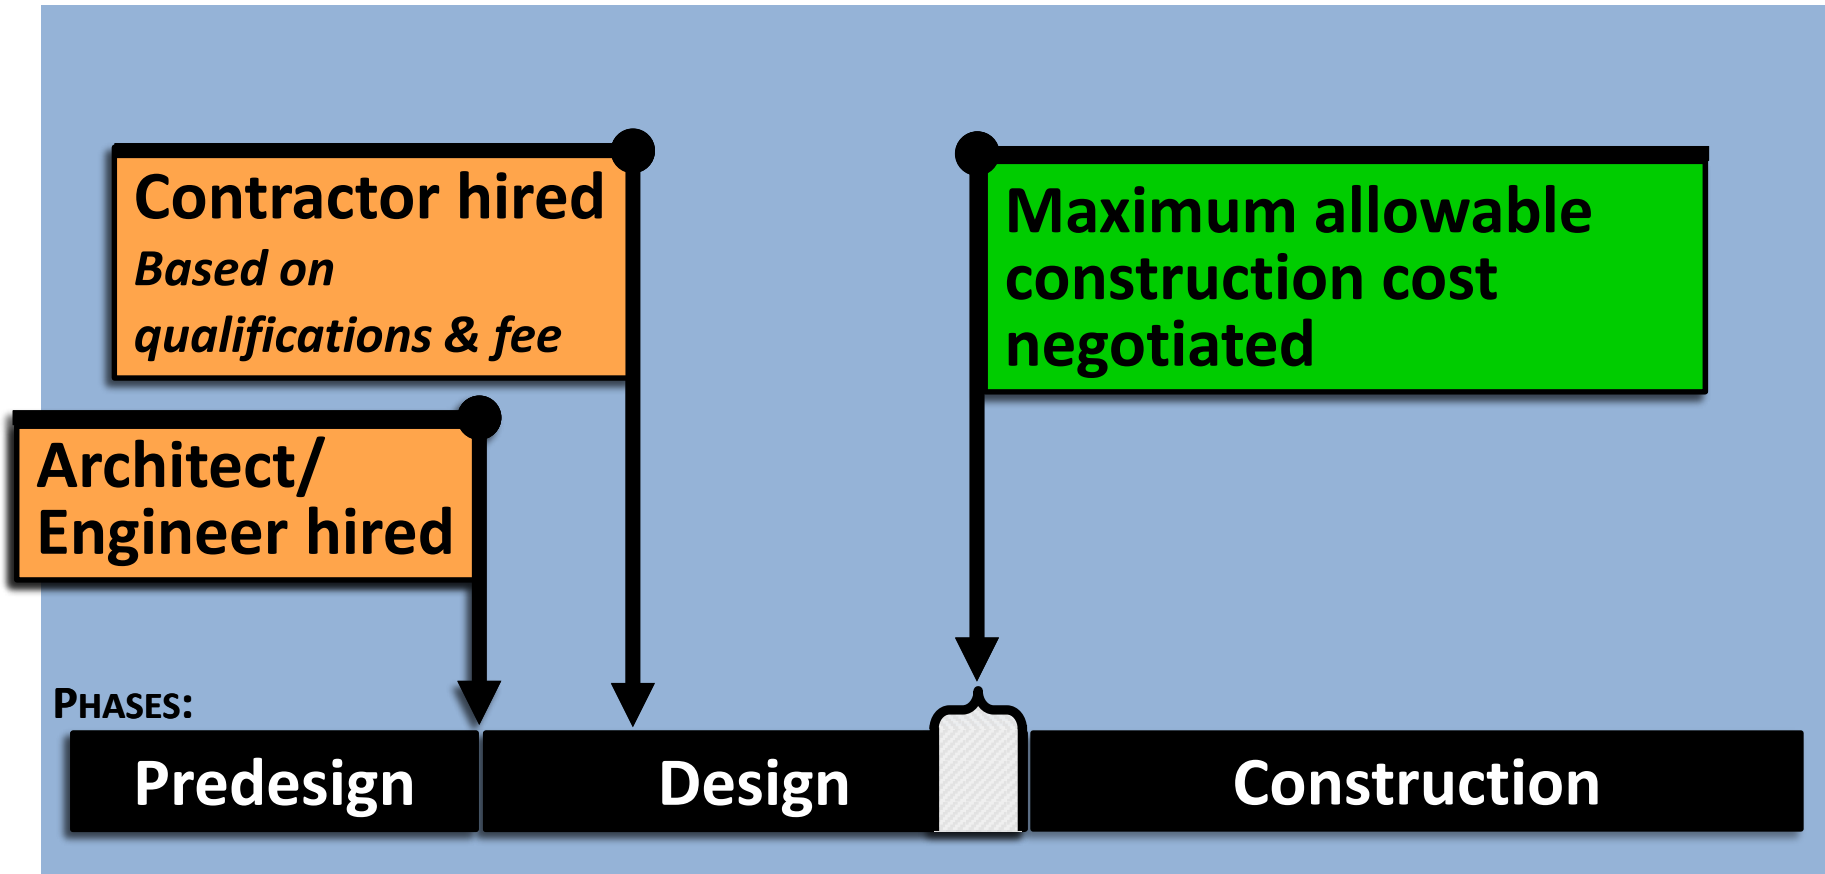 Contractor hired
Based on
qualifications & fee
Maximum allowable
construction cost
negotiated
Architect/
Engineer hired
PHASES:
Predesign
Design
Construction